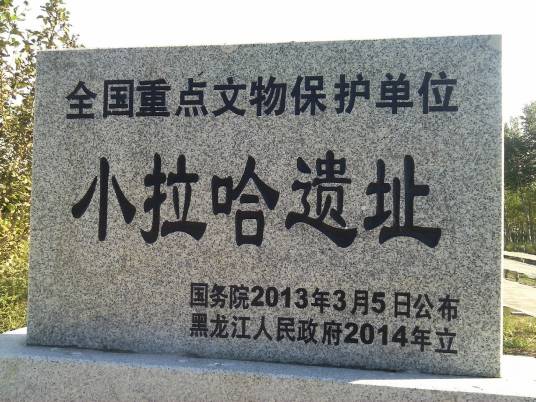 全国重点文物保护单位
小拉哈遗址
国务院2013年3月5日公布
黑龙江人民政府2014年立